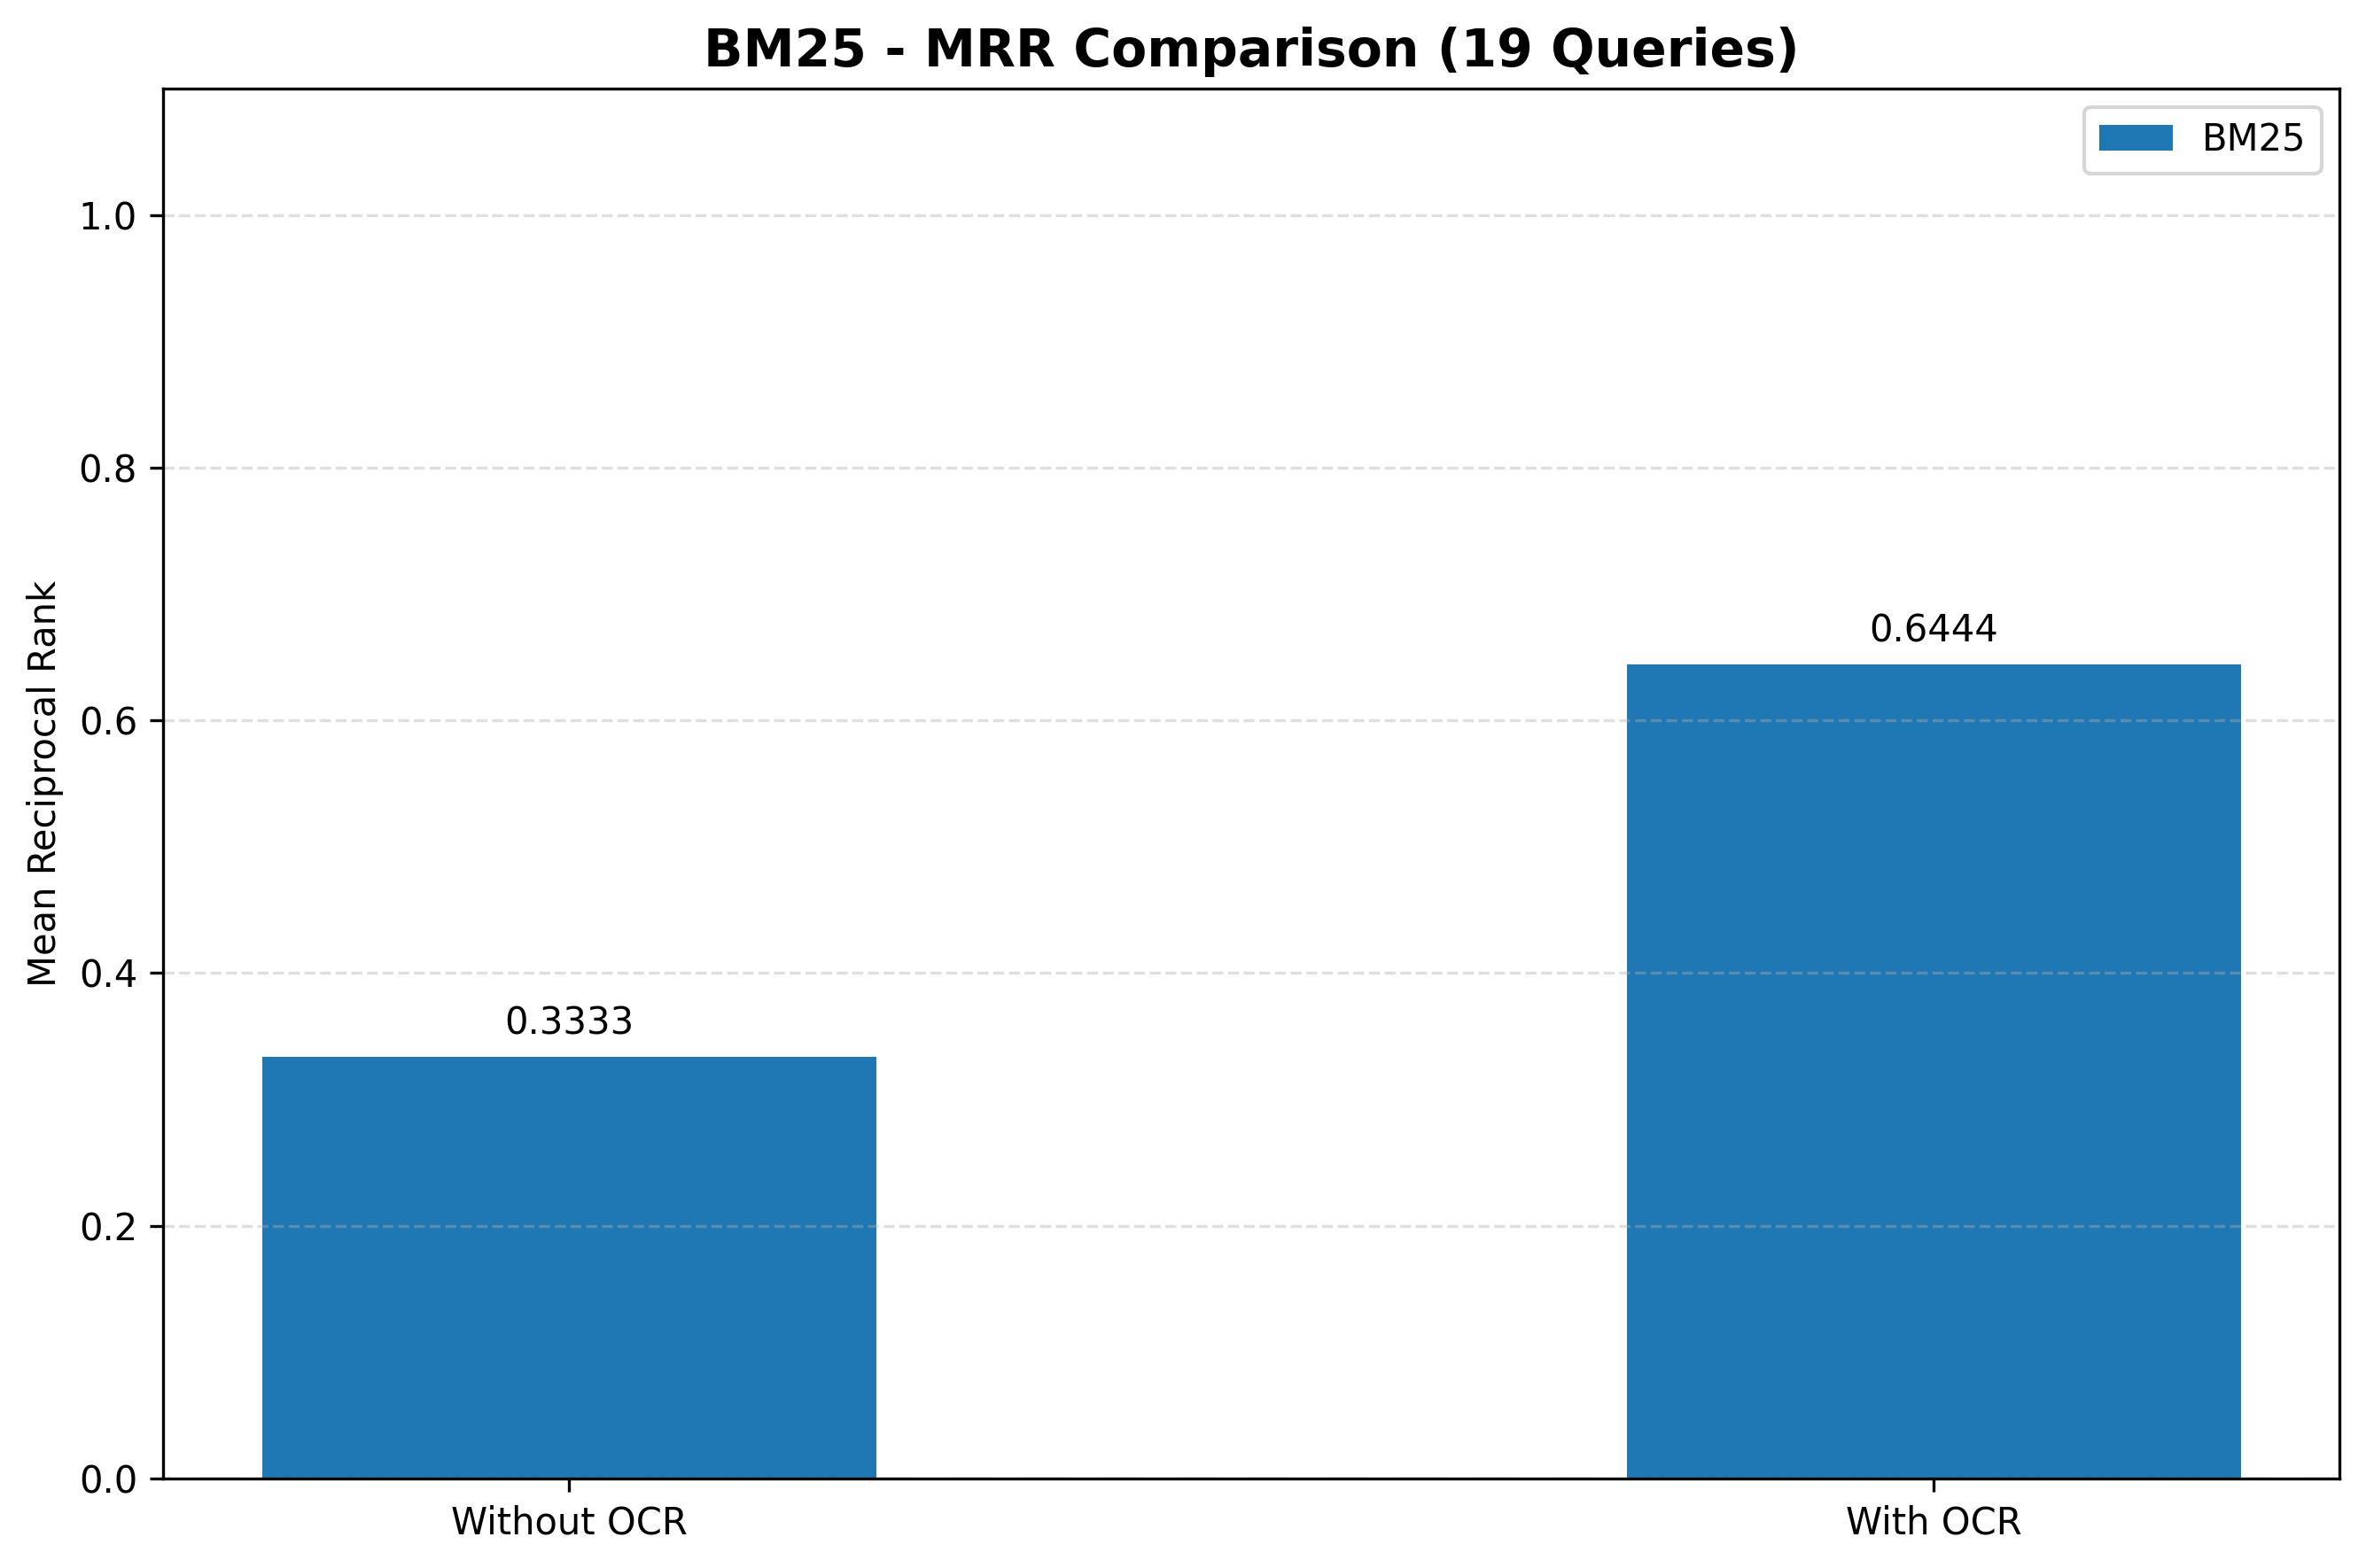 BM25 - MRR Comparison (19 Queries)
BM25
Mean Reciprocal Rank
1.0
0.8
0.6
0.4
0.2
0.0
0.3333
0.6444
Without OCR
With OCR